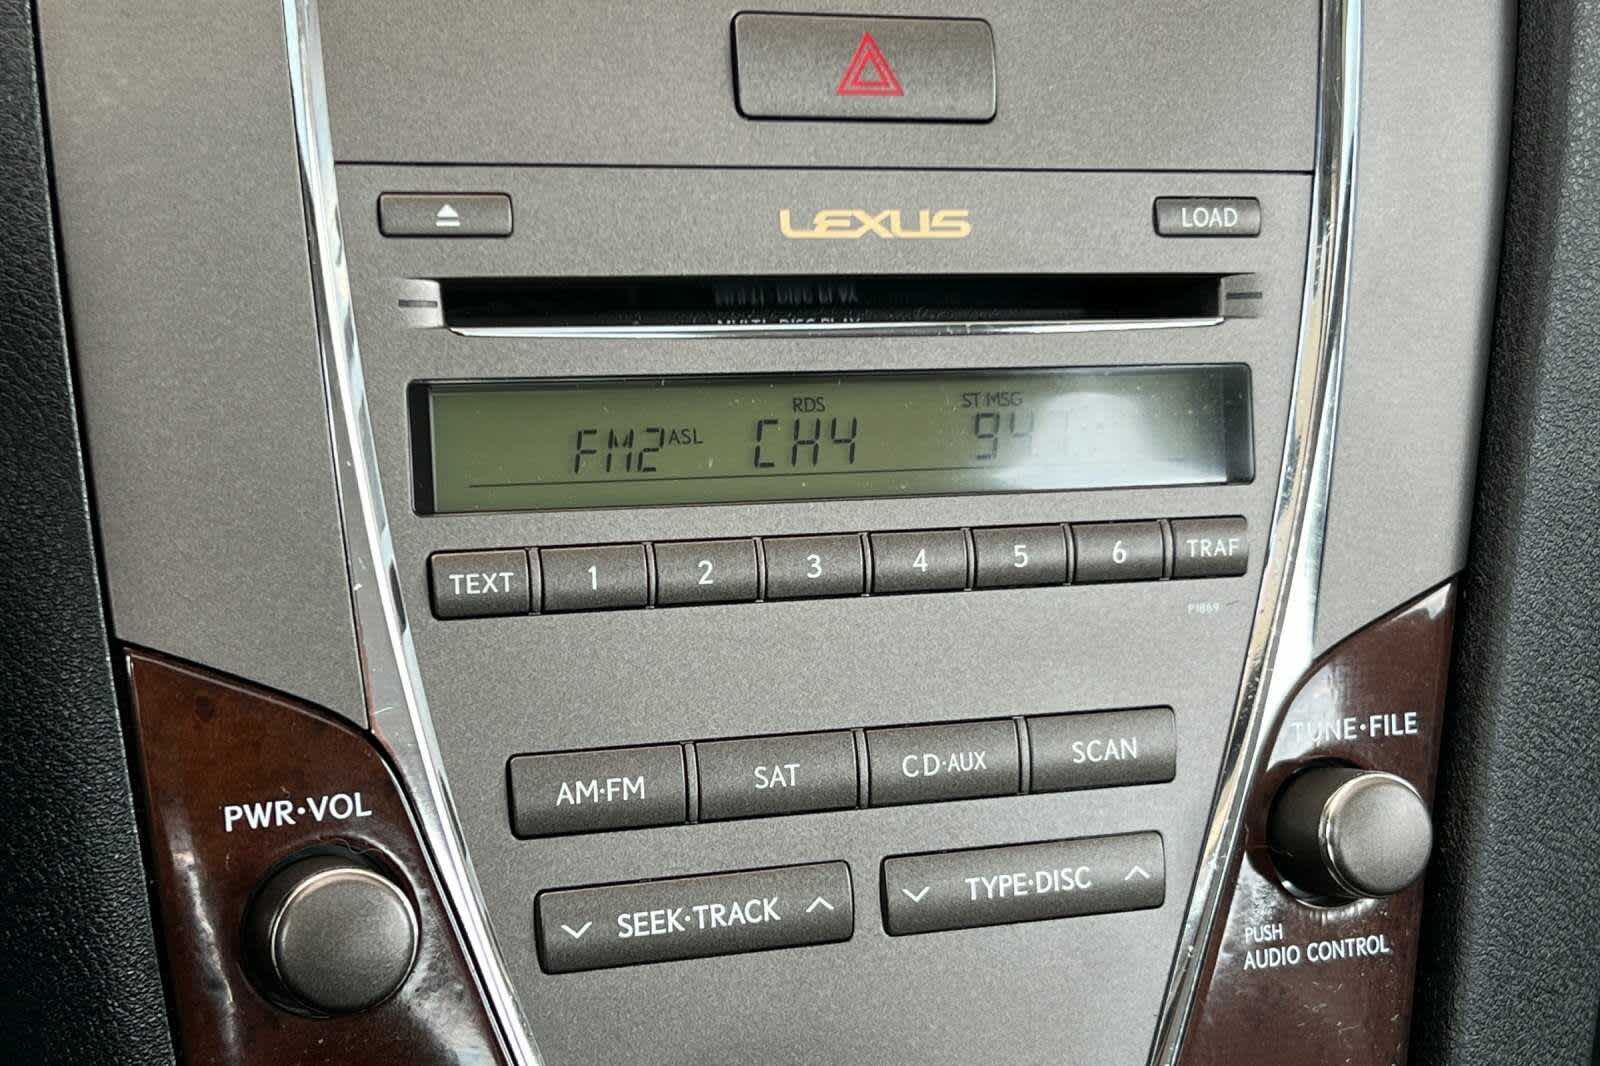 LEXUS
LOAD
RDS ST MSG
FM2 ASL CH4 94
TEXT 1 2 3 4 5 6 TRAF
P1869
AM·FM SAT CD·AUX SCAN
TUNE·FILE
PWR·VOL
SEEK·TRACK TYPE·DISC
PUSH
AUDIO CONTROL